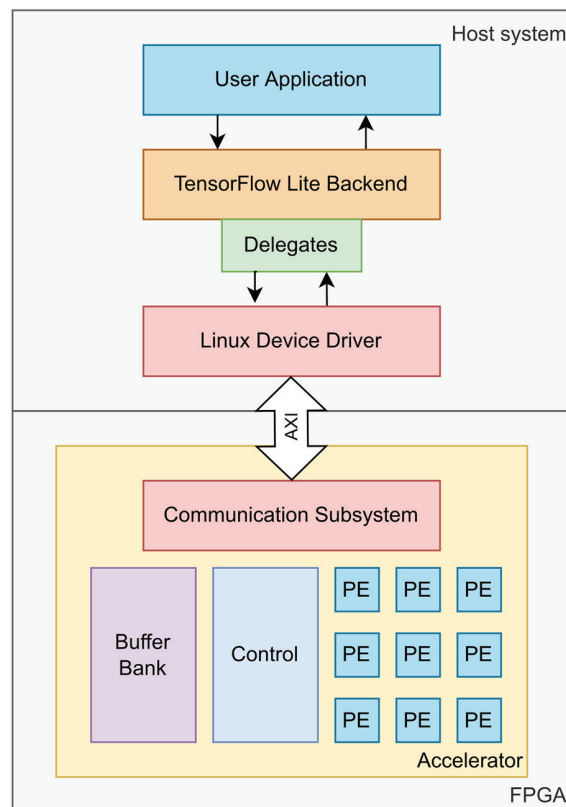 Host system
User Application
TensorFlow Lite Backend
Delegates
Linux Device Driver
AXI
Communication Subsystem
Buffer
Bank
Control
PE PE PE
PE PE PE
PE PE PE
Accelerator
FPGA